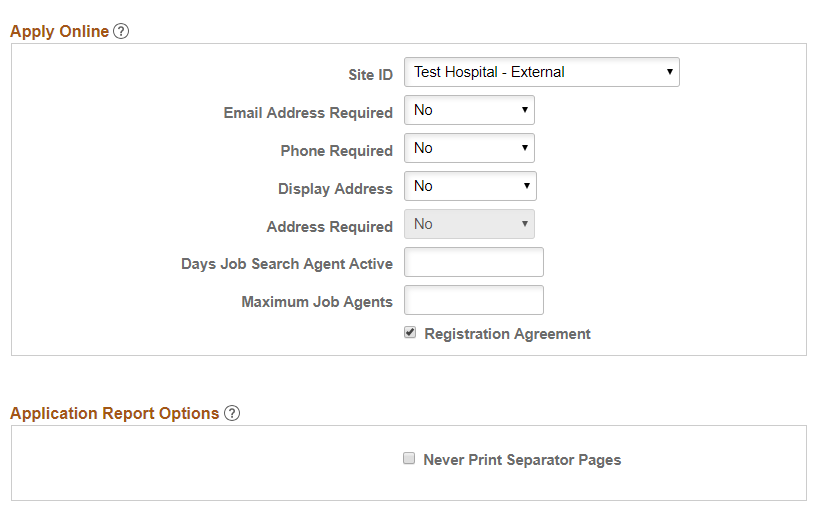 Apply Online ?
Site ID Test Hospital - External
Email Address Required No
Phone Required No
Display Address No
Address Required No
Days Job Search Agent Active
Maximum Job Agents
Registration Agreement
Application Report Options ?
Never Print Separator Pages